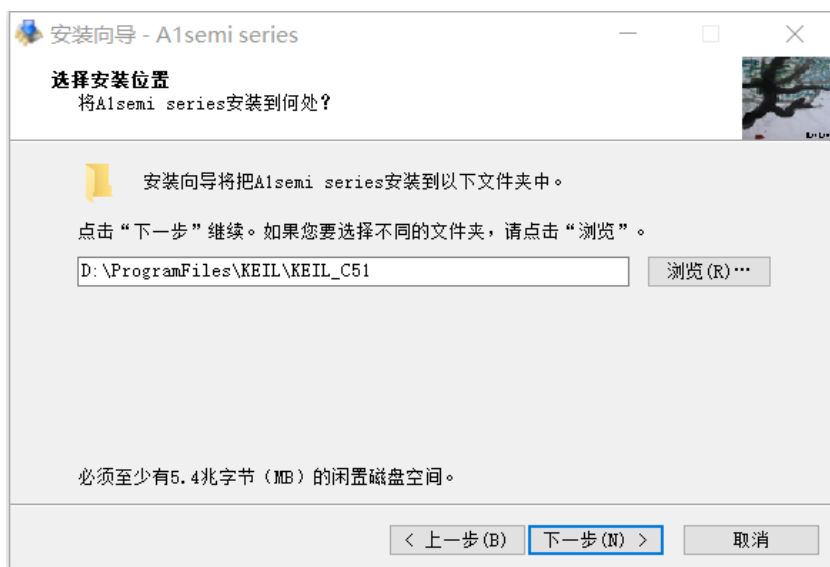 安装向导 - A1semi series
选择安装位置
将A1semi series安装到何处?
安装向导将把A1semi series安装到以下文件夹中。
点击“下一步”继续。如果您要选择不同的文件夹，请点击“浏览”。
D:\ProgramFiles\KEIL\KEIL_C51
浏览(R)…
必须至少有5.4兆字节（MB）的闲置磁盘空间。
< 上一步(B)
下一步(N) >
取消